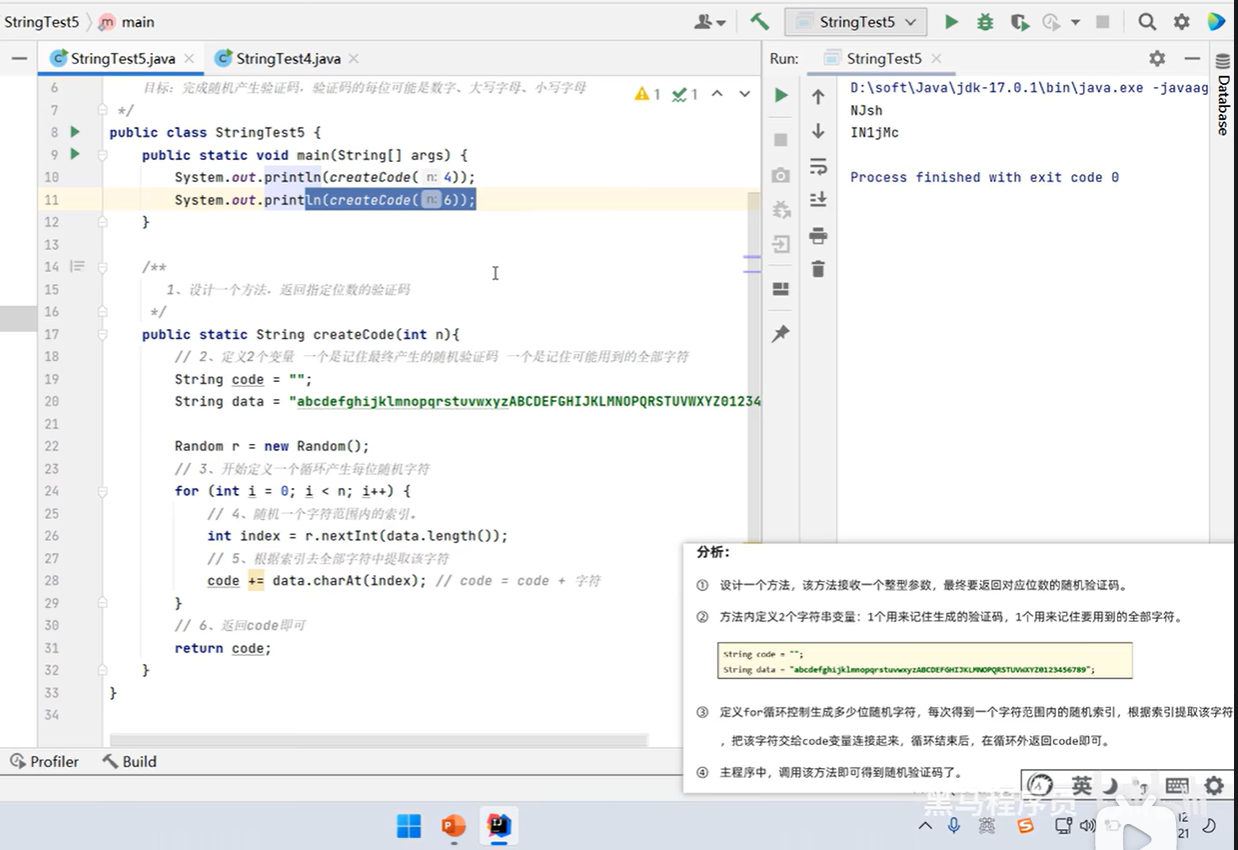 StringTest5 main
StringTest5
StringTest5.java
StringTest4.java
Run:
StringTest5
Database
6 目标：完成随机产生验证码，验证码的每位可能是数字、大写字母、小写字母
1 1
7 */
8 public class StringTest5 {
9 public static void main(String[] args) {
10 System.out.println(createCode( n: 4));
11 System.out.println(createCode( n: 6));
12 }
13
14 /**
15 1、设计一个方法，返回指定位数的验证码
16 */
17 public static String createCode(int n){
18 // 2、定义2个变量 一个是记住最终产生的随机验证码 一个是记住可能用到的全部字符
19 String code = "";
20 String data = "abcdefghijklmnopqrstuvwxyzABCDEFGHIJKLMNOPQRSTUVWXYZ01234
21
22 Random r = new Random();
23 // 3、开始定义一个循环产生每位随机字符
24 for (int i = 0; i < n; i++) {
25 // 4、随机一个字符范围内的索引。
26 int index = r.nextInt(data.length());
27 // 5、根据索引去全部字符中提取该字符
28 code += data.charAt(index); // code = code + 字符
29 }
30 // 6、返回code即可
31 return code;
32 }
33 }
34
D:\soft\Java\jdk-17.0.1\bin\java.exe -javaag
NJsh
IN1jMc
Process finished with exit code 0
分析：
① 设计一个方法，该方法接收一个整型参数，最终要返回对应位数的随机验证码。
② 方法内定义2个字符串变量：1个用来记住生成的验证码，1个用来记住要用到的全部字符。
String code = "";
String data = "abcdefghijklmnopqrstuvwxyzABCDEFGHIJKLMNOPQRSTUVWXYZ0123456789";
③ 定义for循环控制生成多少位随机字符，每次得到一个字符范围内的随机索引，根据索引提取该字符
，把该字符交给code变量连接起来，循环结束后，在循环外返回code即可。
④ 主程序中，调用该方法即可得到随机验证码了。
Profiler
Build
英
黑马程序员
英
12
21